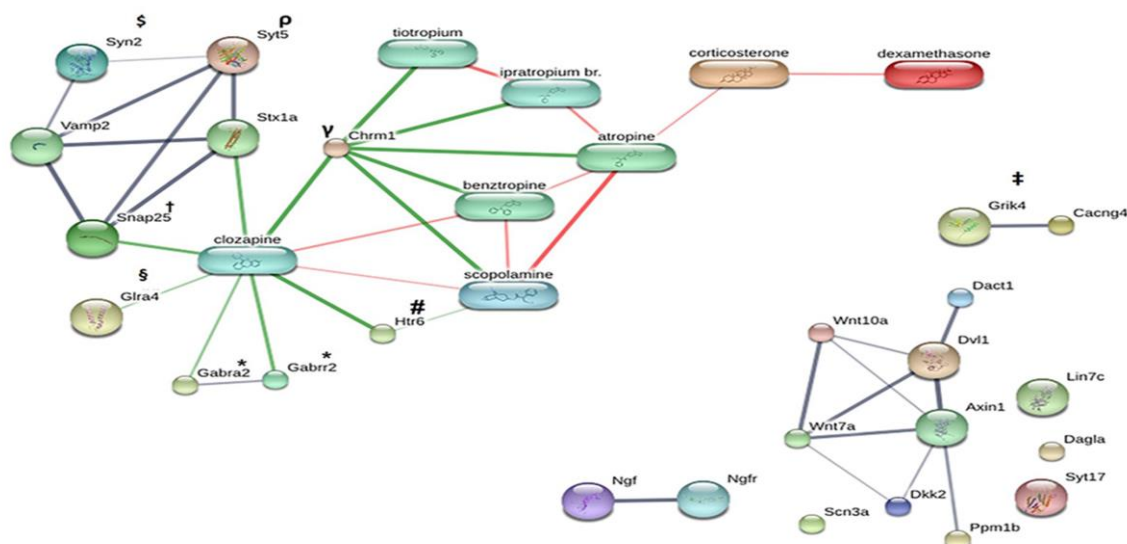 $
Syn2
ρ
Syt5
tiotropium
corticosterone
dexamethasone
ipratropium br.
Vamp2
Stx1a
γ
Chrm1
atropine
benztropine
‡
Grik4
Cacng4
Snap25
†
clozapine
§
Glra4
scopolamine
#
Htr6
Dact1
Wnt10a
Dvl1
Gabra2
*
Gabrr2
*
Lin7c
Axin1
Wnt7a
Dagla
Ngf
Ngfr
Syt17
Dkk2
Scn3a
Ppm1b